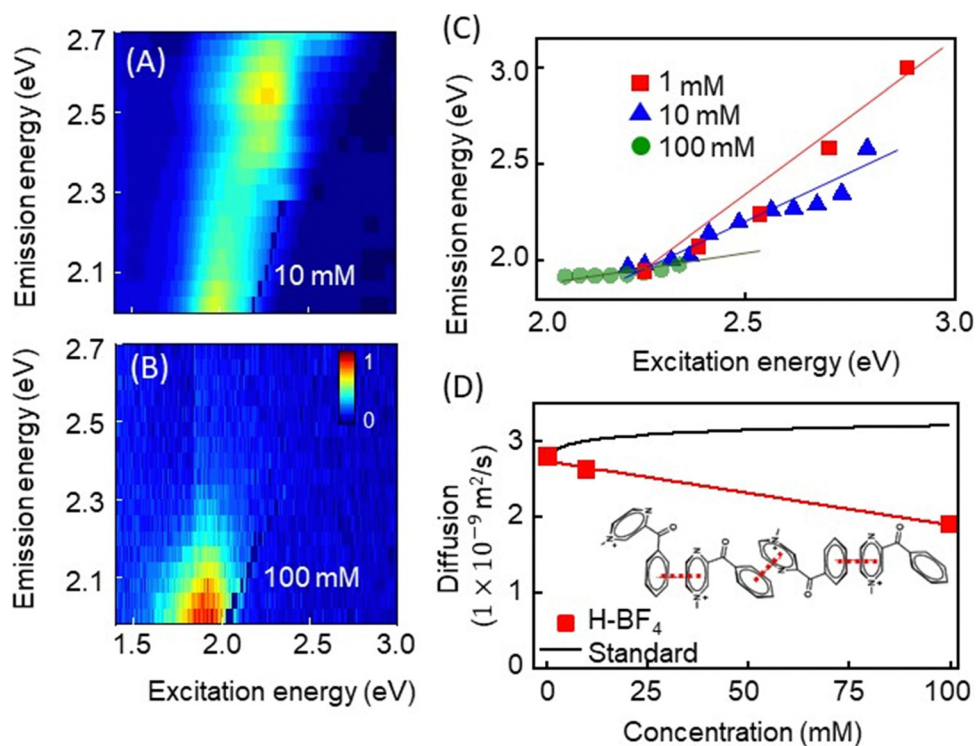 (A)
Emission energy (eV)
2.7
2.5
2.3
2.1
10 mM
(B)
Emission energy (eV)
2.7
2.5
2.3
2.1
1
0
100 mM
1.5 2.0 2.5 3.0
Excitation energy (eV)
(C)
Emission energy (eV)
3.0
2.5
2.0
1 mM
10 mM
100 mM
2.0 2.5 3.0
Excitation energy (eV)
(D)
Diffusion
(1 × 10⁻⁹ m²/s)
3
2
0
N
O
N
+
N
O
N
+
N
+
N
O
N
O
N
+
H-BF₄
Standard
0 25 50 75 100
Concentration (mM)